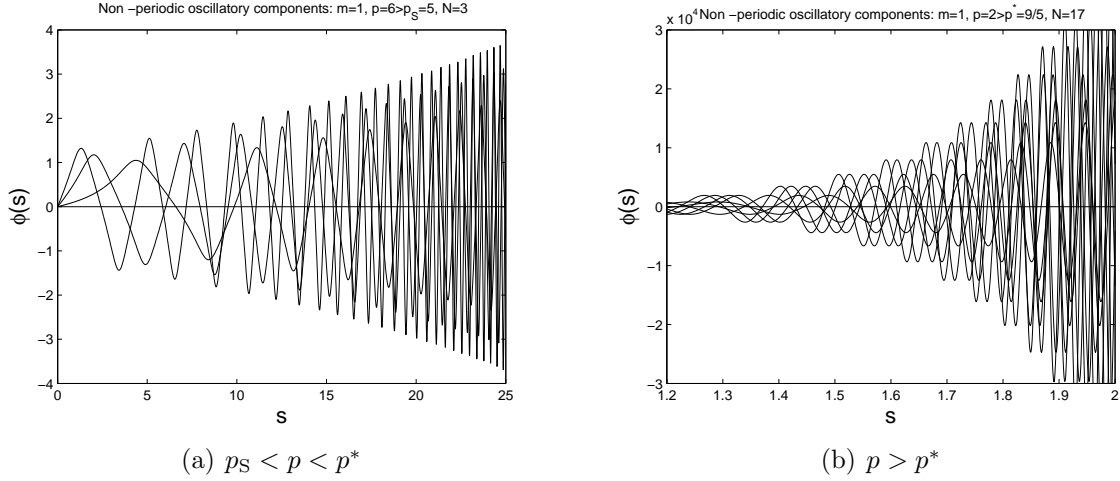 Non −periodic oscillatory components: m=1, p=6>p_S=5, N=3
4
3
2
1
0
−1
−2
−3
−4
φ(s)
0 5 10 15 20 25
s
(a) p_S < p < p^*
x 10^4 Non −periodic oscillatory components: m=1, p=2>p^*=9/5, N=17
3
2
1
0
−1
−2
−3
φ(s)
1.2 1.3 1.4 1.5 1.6 1.7 1.8 1.9 2
s
(b) p > p^*